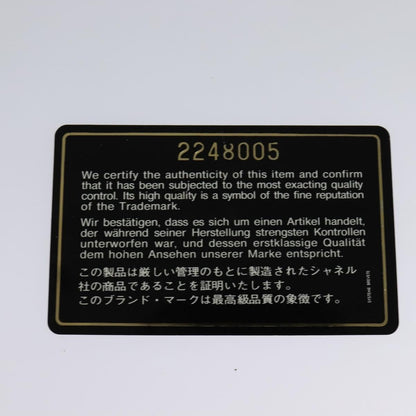 2248005
We certify the authenticity of this item and confirm
that it has been subjected to the most exacting quality
control. Its high quality is a symbol of the fine reputation
of the Trademark.
Wir bestätigen, dass es sich um einen Artikel handelt,
der während seiner Herstellung strengsten Kontrollen
unterworfen war, und dessen erstklassige Qualität
dem hohen Ansehen unserer Marke entspricht.
この製品は厳しい管理のもとに製造されたシャネル
社の商品であることを証明いたします。
このブランド・マークは最高級品質の象徴です。